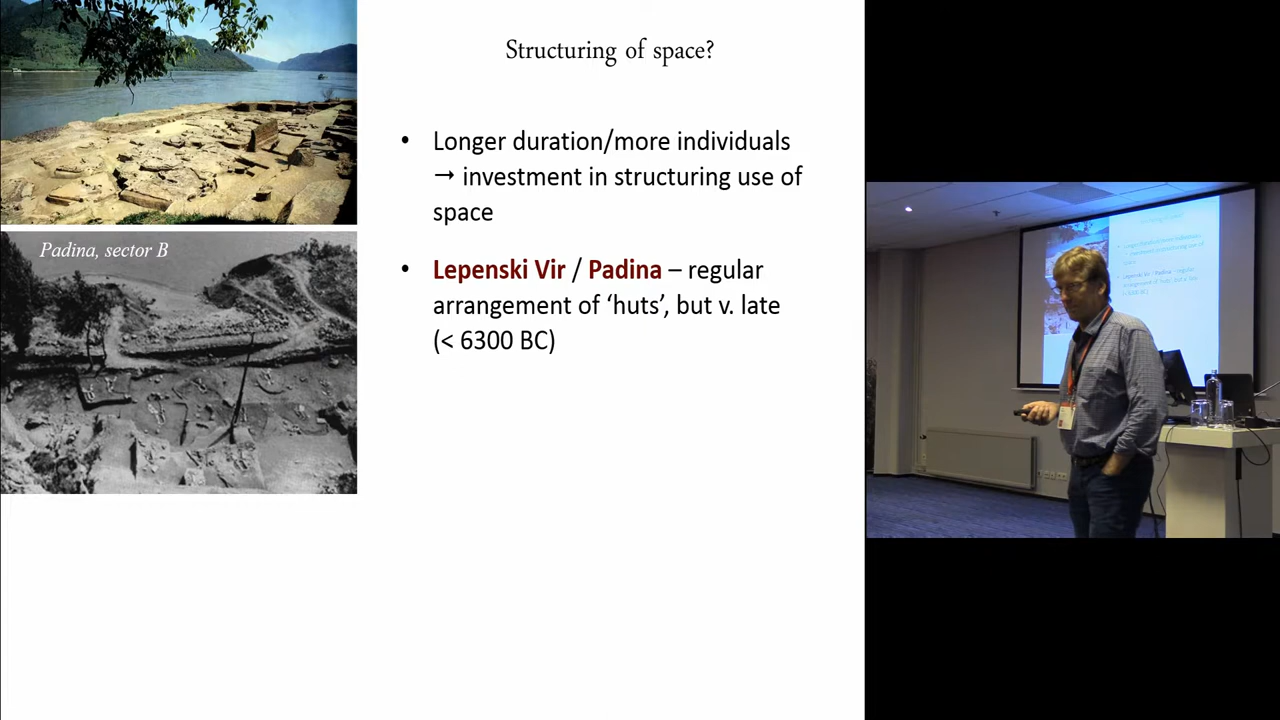 Structuring of space?
• Longer duration/more individuals
→ investment in structuring use of
space
Padina, sector B
• Lepenski Vir / Padina – regular
arrangement of ‘huts’, but v. late
(< 6300 BC)